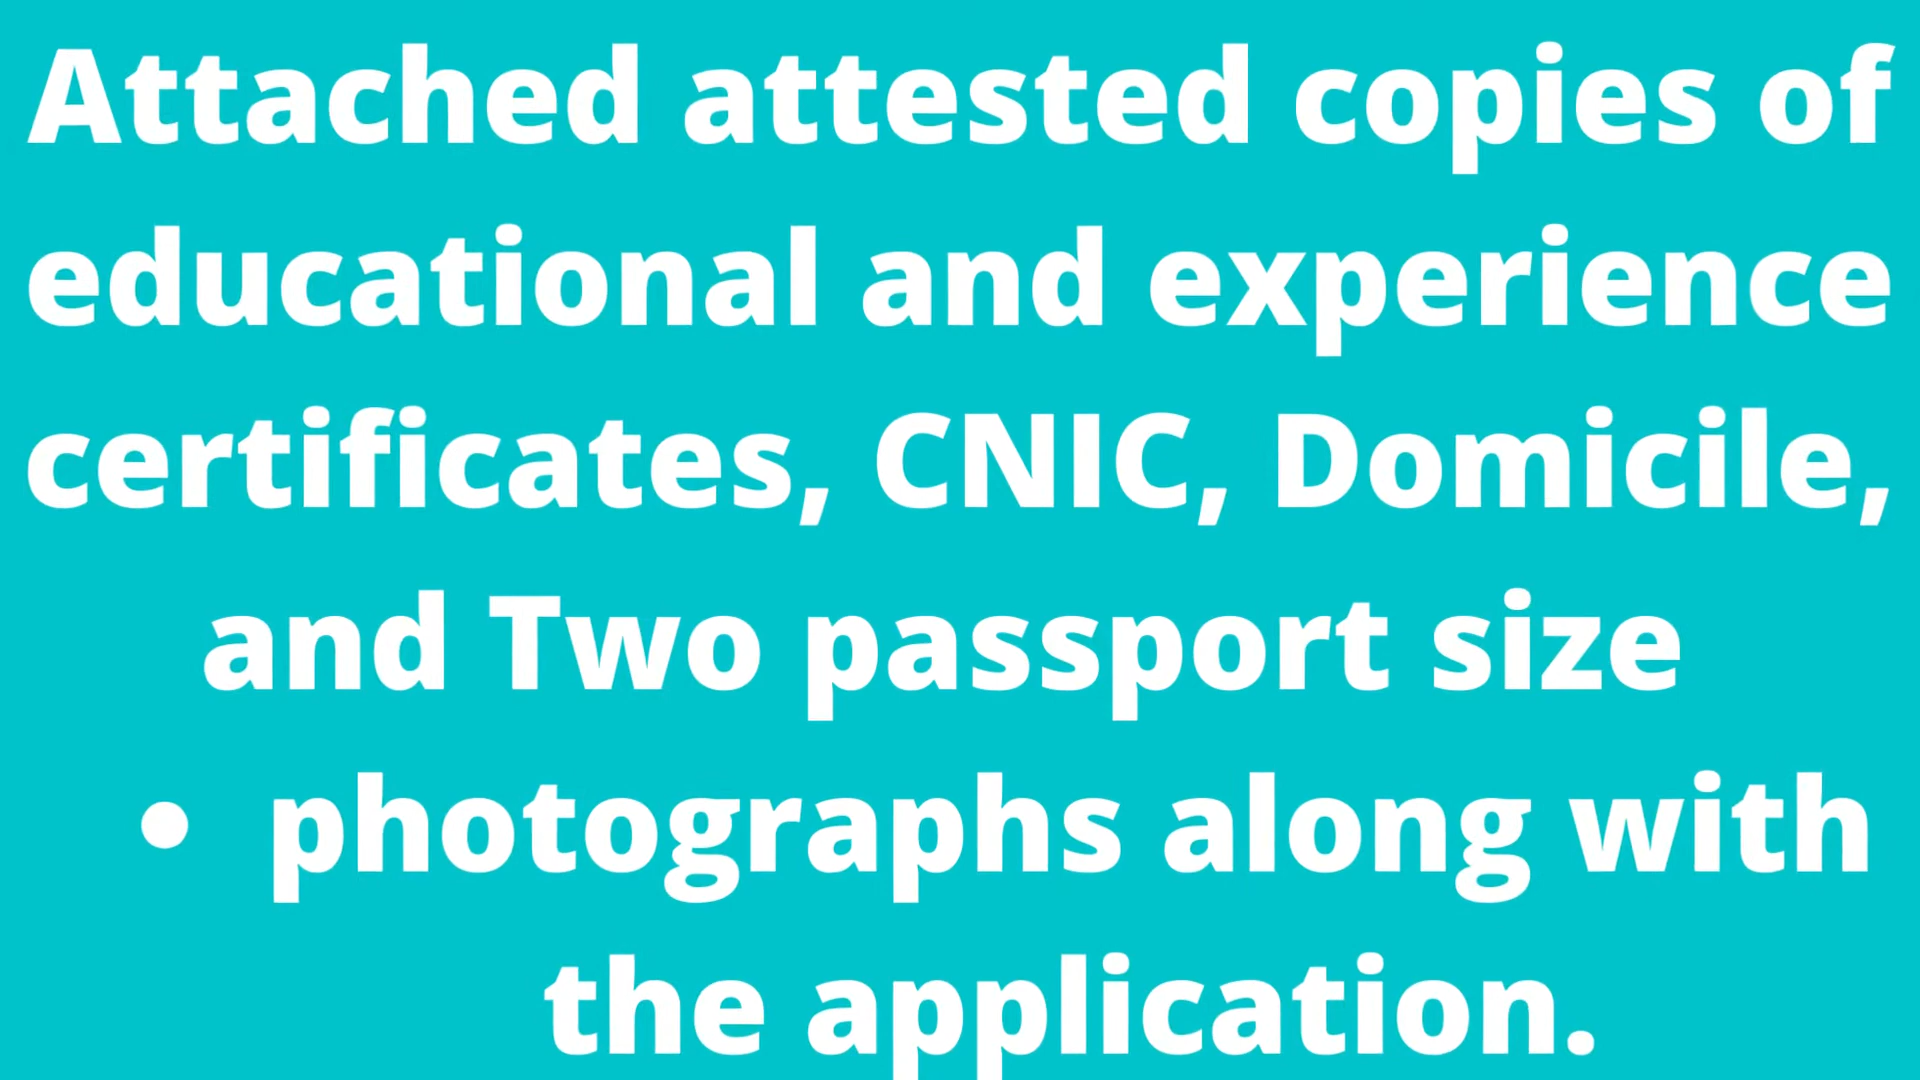 Attached attested copies of
educational and experience
certificates, CNIC, Domicile,
and Two passport size
• photographs along with
the application.